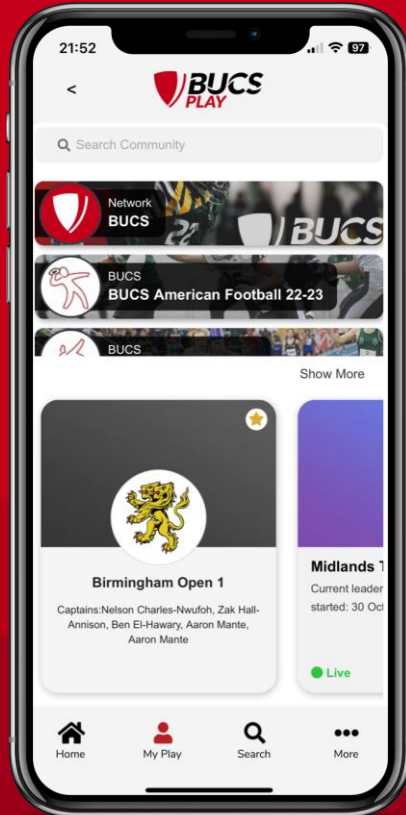 21:52
97
<
BUCS
PLAY
Search Community
Network
BUCS
22
BUCS
BUCS
BUCS American Football 22-23
BUCS
Show More
Birmingham Open 1
Captains:Nelson Charles-Nwufoh, Zak Hall-
Annison, Ben El-Hawary, Aaron Mante,
Aaron Mante
Midlands
Current leader
started: 30 Oct
Live
Home
My Play
Search
More